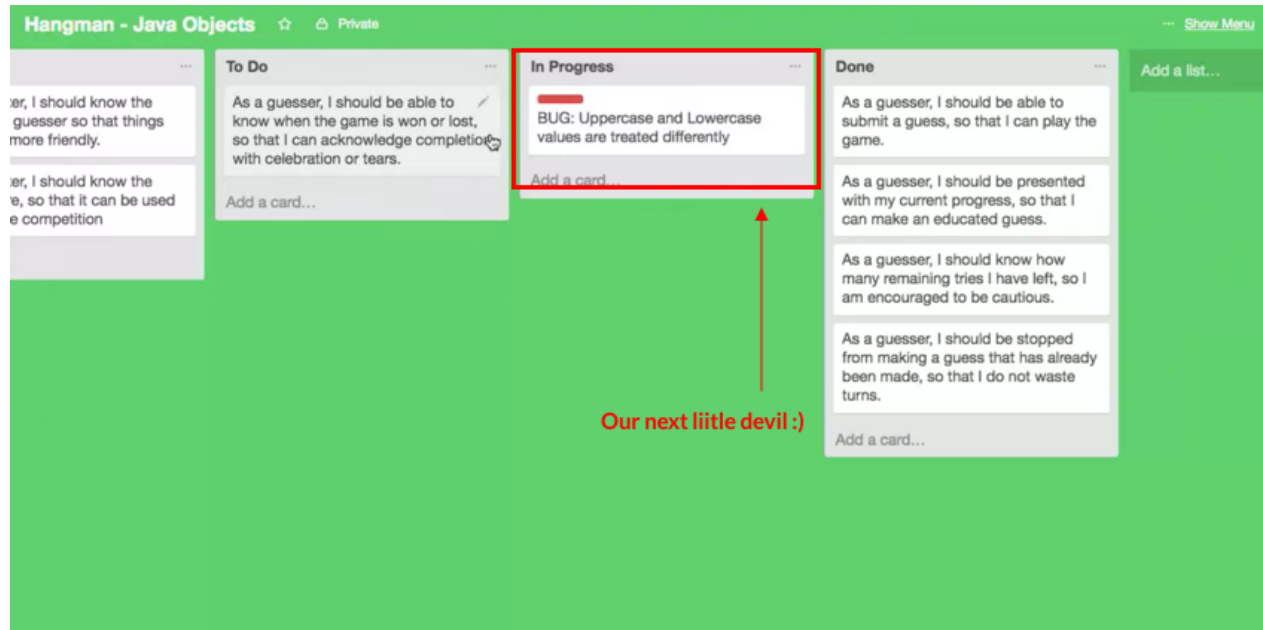 Hangman - Java Objects
Private
... Show Menu
er, I should know the
guesser so that things
more friendly.
er, I should know the
e, so that it can be used
e competition
To Do
As a guesser, I should be able to
know when the game is won or lost,
so that I can acknowledge completion
with celebration or tears.
Add a card...
In Progress
BUG: Uppercase and Lowercase
values are treated differently
Add a card...
Done
As a guesser, I should be able to
submit a guess, so that I can play the
game.
As a guesser, I should be presented
with my current progress, so that I
can make an educated guess.
As a guesser, I should know how
many remaining tries I have left, so I
am encouraged to be cautious.
As a guesser, I should be stopped
from making a guess that has already
been made, so that I do not waste
turns.
Add a card...
Add a list...
Our next liitle devil :)